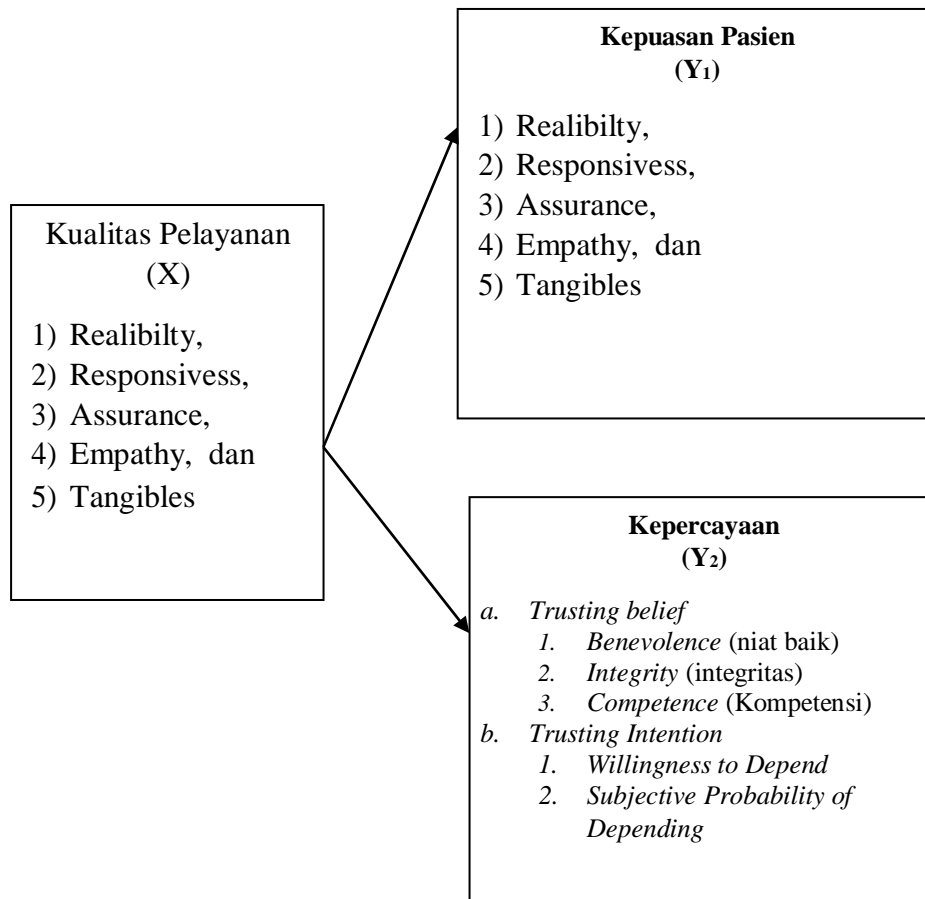 Kualitas Pelayanan
(X)
1) Realibilty,
2) Responsivess,
3) Assurance,
4) Empathy, dan
5) Tangibles
Kepuasan Pasien
(Y₁)
1) Realibilty,
2) Responsivess,
3) Assurance,
4) Empathy, dan
5) Tangibles
Kepercayaan
(Y₂)
a. Trusting belief
1. Benevolence (niat baik)
2. Integrity (integritas)
3. Competence (Kompetensi)
b. Trusting Intention
1. Willingness to Depend
2. Subjective Probability of
Depending